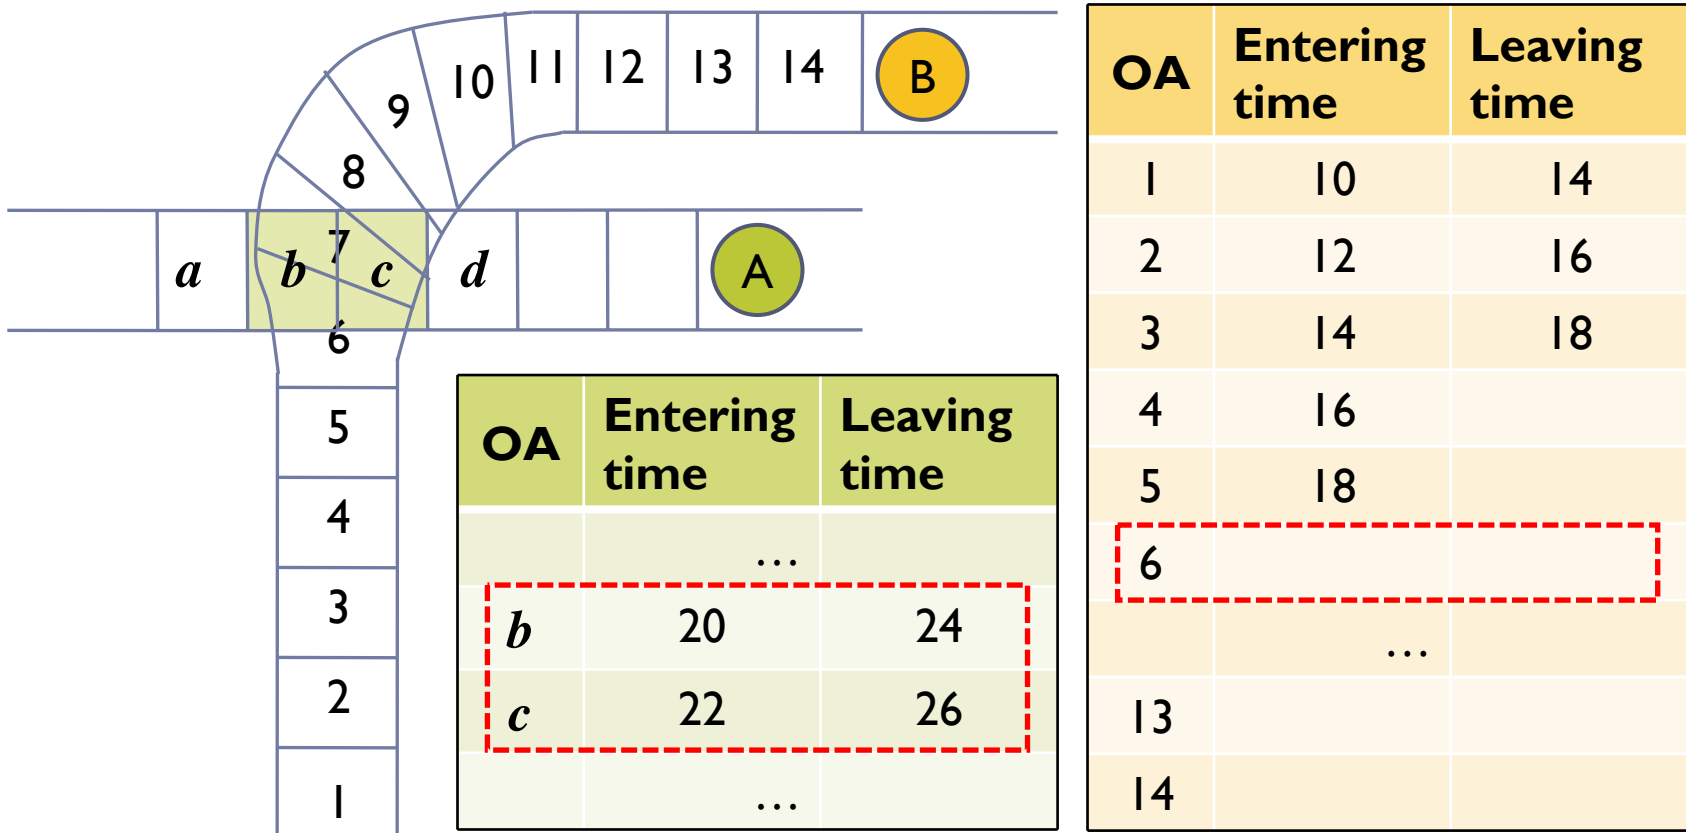 10 11 12 13 14 B
9
8
7
a b c d A
6
5
4
3
2
1
OA Entering time Leaving time
…
b 20 24
c 22 26
…
OA Entering time Leaving time
1 10 14
2 12 16
3 14 18
4 16
5 18
6
…
13
14